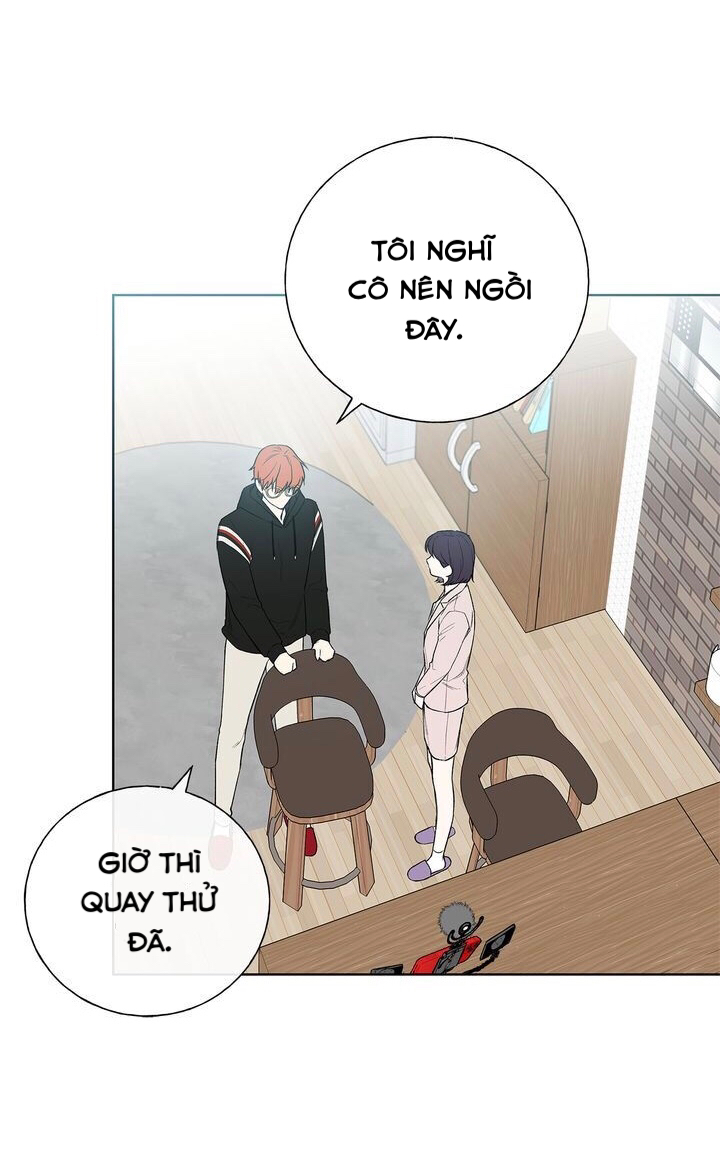 TÔI NGHĨ
CÔ NÊN NGỒI
ĐÂY.
GIỜ THÌ
QUAY THỬ
ĐÃ.